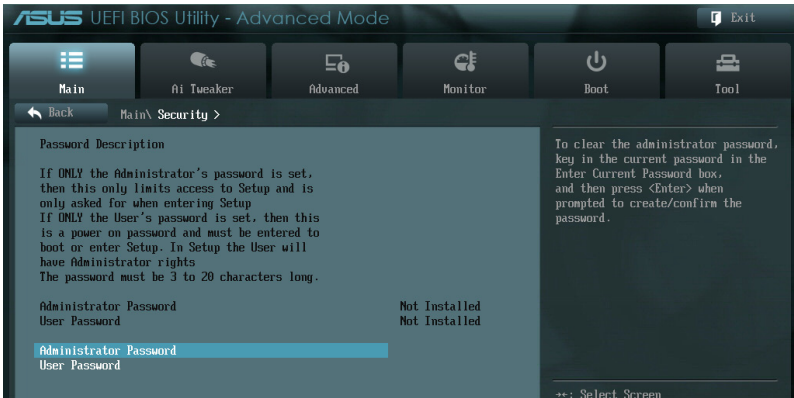 ASUS UEFI BIOS Utility - Advanced Mode
Exit
Main
Ai Tweaker
Advanced
Monitor
Boot
Tool
Back
Main\ Security >
Password Description
If ONLY the Administrator's password is set,
then this only limits access to Setup and is
only asked for when entering Setup
If ONLY the User's password is set, then this
is a power on password and must be entered to
boot or enter Setup. In Setup the User will
have Administrator rights
The password must be 3 to 20 characters long.
Administrator Password Not Installed
User Password Not Installed
Administrator Password
User Password
To clear the administrator password,
key in the current password in the
Enter Current Password box,
and then press <Enter> when
prompted to create/confirm the
password.
→←: Select Screen